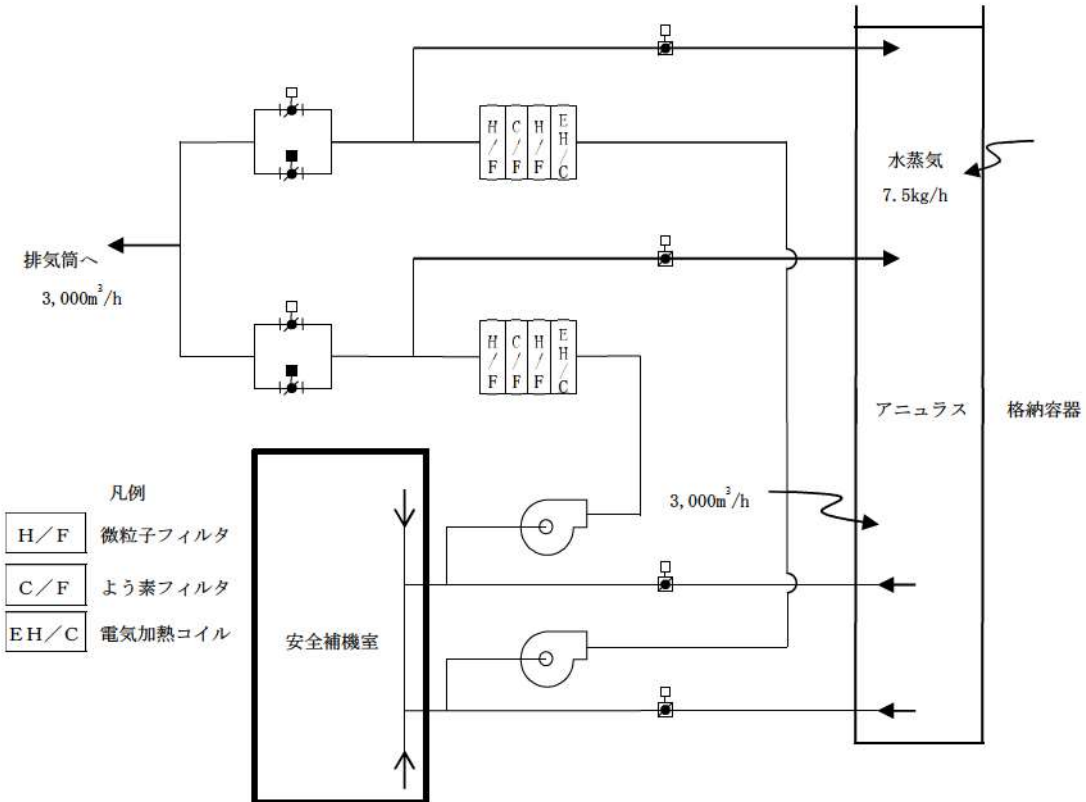 H/F
C/F
H/F
EH/C
水蒸気
7.5kg/h
排気筒へ
3,000m³/h
H/F
C/F
H/F
EH/C
アニュラス
格納容器
3,000m³/h
凡例
H/F 微粒子フィルタ
C/F よう素フィルタ
EH/C 電気加熱コイル
安全補機室